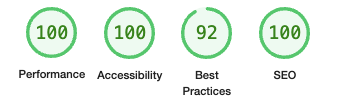 100 100 92 100
Performance Accessibility Best SEO
Practices